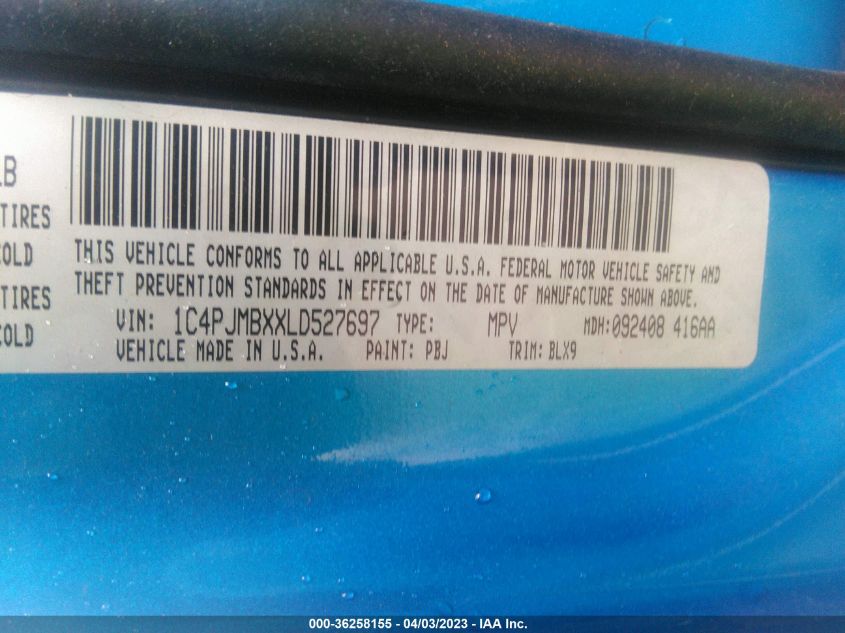 LB
TIRES
COLD
TIRES
COLD
THIS VEHICLE CONFORMS TO ALL APPLICABLE U.S.A. FEDERAL MOTOR VEHICLE SAFETY AND
THEFT PREVENTION STANDARDS IN EFFECT ON THE DATE OF MANUFACTURE SHOWN ABOVE.
VIN: 1C4PJMBXXLD527697 TYPE: MPV MDH:092408 416AA
VEHICLE MADE IN U.S.A. PAINT: PBJ TRIM: BLX9
000-36258155 - 04/03/2023 - IAA Inc.